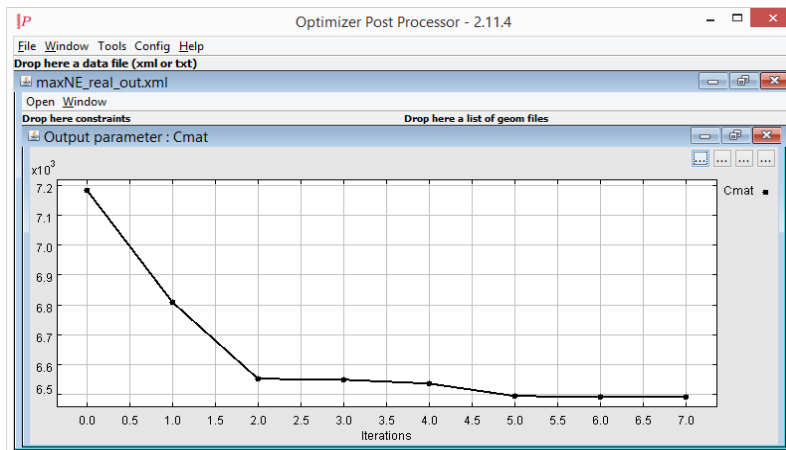 Optimizer Post Processor - 2.11.4
File Window Tools Config Help
Drop here a data file (xml or txt)
maxNE_real_out.xml
Open Window
Drop here constraints Drop here a list of geom files
Output parameter : Cmat
... ... ... ...
x10³
Cmat
7.2
7.1
7.0
6.9
6.8
6.7
6.6
6.5
0.0 0.5 1.0 1.5 2.0 2.5 3.0 3.5 4.0 4.5 5.0 5.5 6.0 6.5 7.0
Iterations